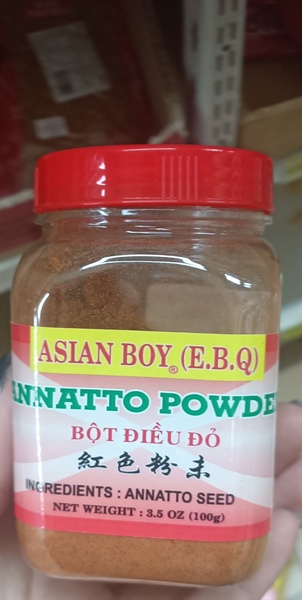 ASIAN BOY® (E.B.Q)
ANNATTO POWDE
BỘT ĐIỀU ĐỎ
紅色粉末
INGREDIENTS : ANNATTO SEED
NET WEIGHT : 3.5 OZ (100g)